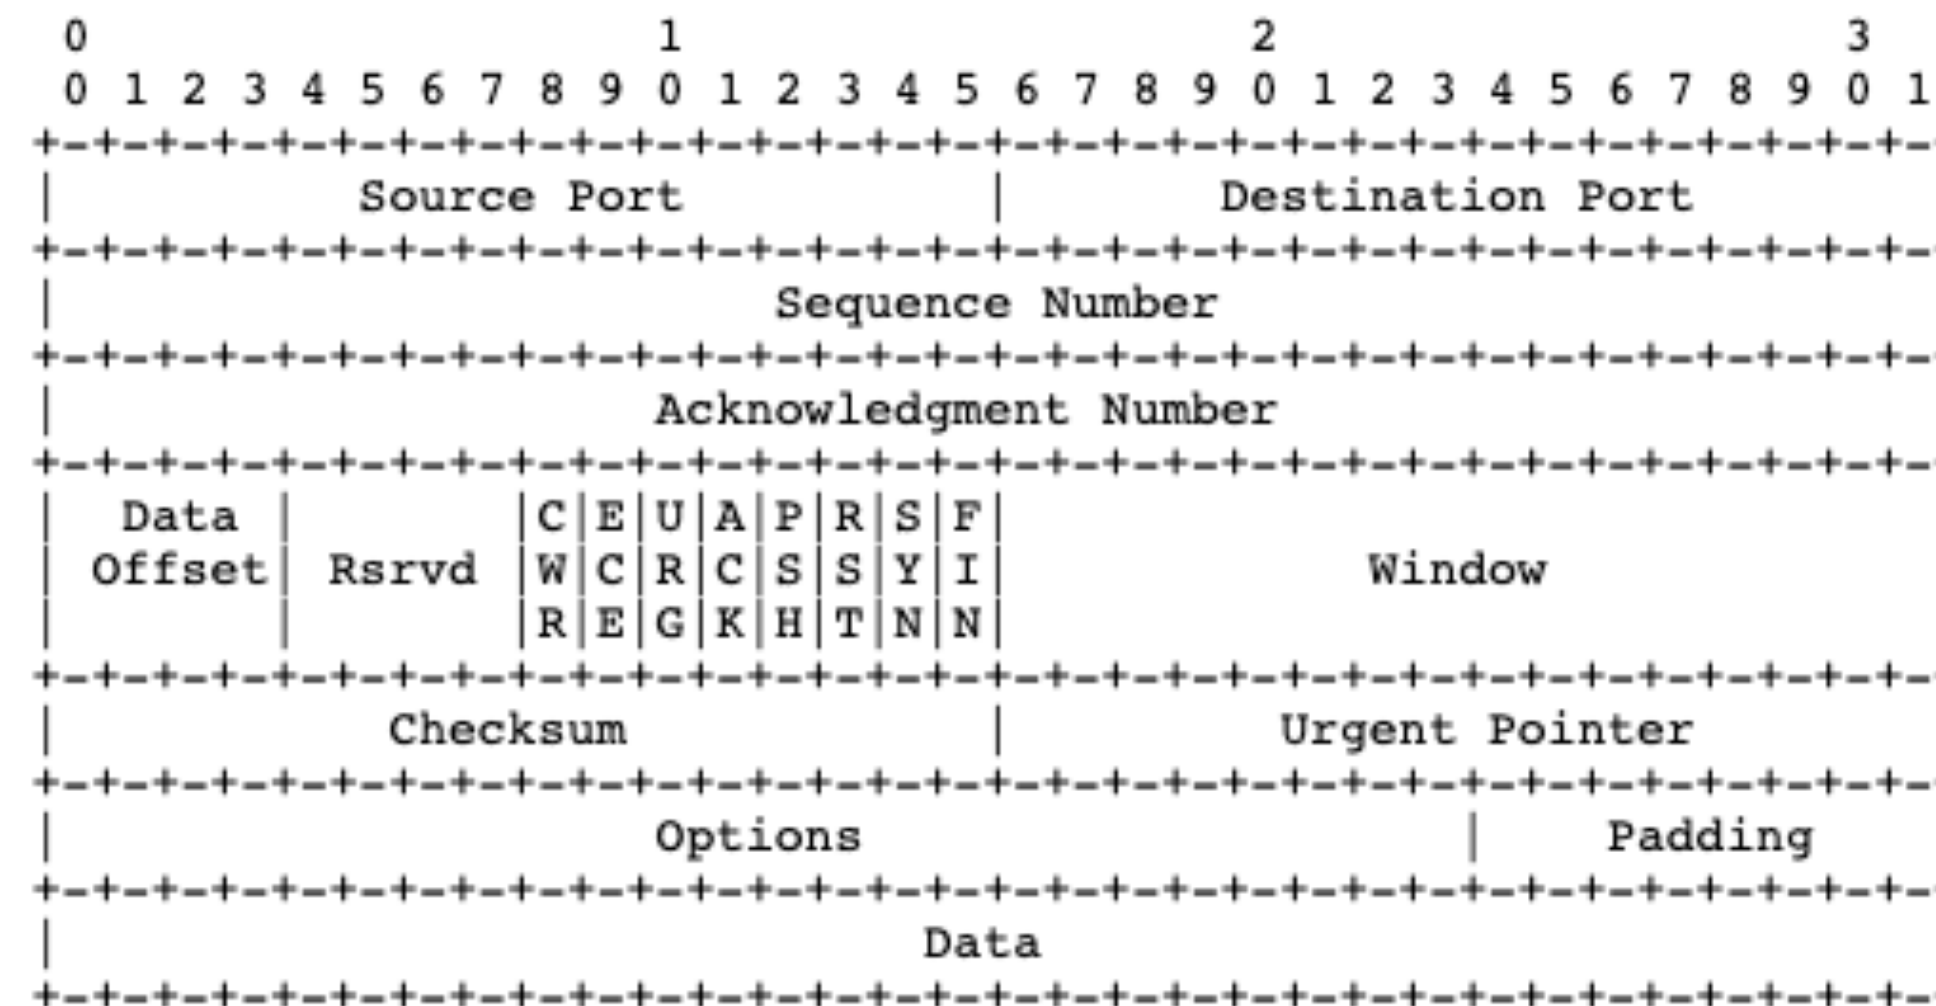 0                   1                   2                   3
 0 1 2 3 4 5 6 7 8 9 0 1 2 3 4 5 6 7 8 9 0 1 2 3 4 5 6 7 8 9 0 1
+-+-+-+-+-+-+-+-+-+-+-+-+-+-+-+-+-+-+-+-+-+-+-+-+-+-+-+-+-+-+-+-
|          Source Port          |       Destination Port
+-+-+-+-+-+-+-+-+-+-+-+-+-+-+-+-+-+-+-+-+-+-+-+-+-+-+-+-+-+-+-+-
|                        Sequence Number
+-+-+-+-+-+-+-+-+-+-+-+-+-+-+-+-+-+-+-+-+-+-+-+-+-+-+-+-+-+-+-+-
|                    Acknowledgment Number
+-+-+-+-+-+-+-+-+-+-+-+-+-+-+-+-+-+-+-+-+-+-+-+-+-+-+-+-+-+-+-+-
|  Data |       |C|E|U|A|P|R|S|F|
| Offset| Rsrvd |W|C|R|C|S|S|Y|I|            Window
|       |       |R|E|G|K|H|T|N|N|
+-+-+-+-+-+-+-+-+-+-+-+-+-+-+-+-+-+-+-+-+-+-+-+-+-+-+-+-+-+-+-+-
|           Checksum            |         Urgent Pointer
+-+-+-+-+-+-+-+-+-+-+-+-+-+-+-+-+-+-+-+-+-+-+-+-+-+-+-+-+-+-+-+-
|                    Options                    |    Padding
+-+-+-+-+-+-+-+-+-+-+-+-+-+-+-+-+-+-+-+-+-+-+-+-+-+-+-+-+-+-+-+-
|                             Data
+-+-+-+-+-+-+-+-+-+-+-+-+-+-+-+-+-+-+-+-+-+-+-+-+-+-+-+-+-+-+-+-